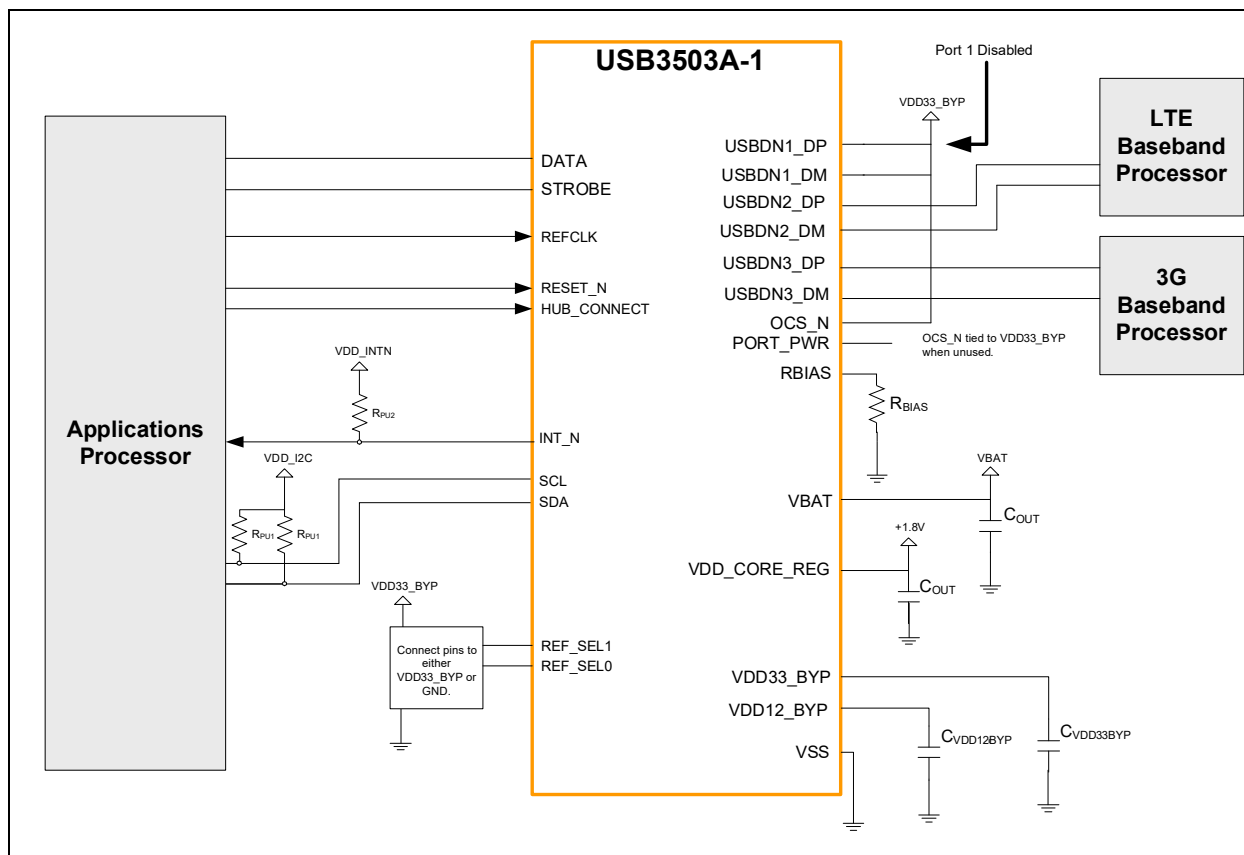 USB3503A-1
Port 1 Disabled
VDD33_BYP
LTE
Baseband
Processor
DATA
STROBE
REFCLK
RESET_N
HUB_CONNECT
USBDN1_DP
USBDN1_DM
USBDN2_DP
USBDN2_DM
USBDN3_DP
USBDN3_DM
OCS_N
PORT_PWR
OCS_N tied to VDD33_BYP
when unused.
3G
Baseband
Processor
RBIAS
RBIAS
VDD_INTN
RPU2
Applications
Processor
INT_N
VDD_I2C
SCL
SDA
RPU1
RPU1
VBAT
VBAT
COUT
+1.8V
VDD_CORE_REG
COUT
VDD33_BYP
Connect pins to
either
VDD33_BYP or
GND.
REF_SEL1
REF_SEL0
VDD33_BYP
VDD12_BYP
VSS
CVDD12BYP
CVDD33BYP